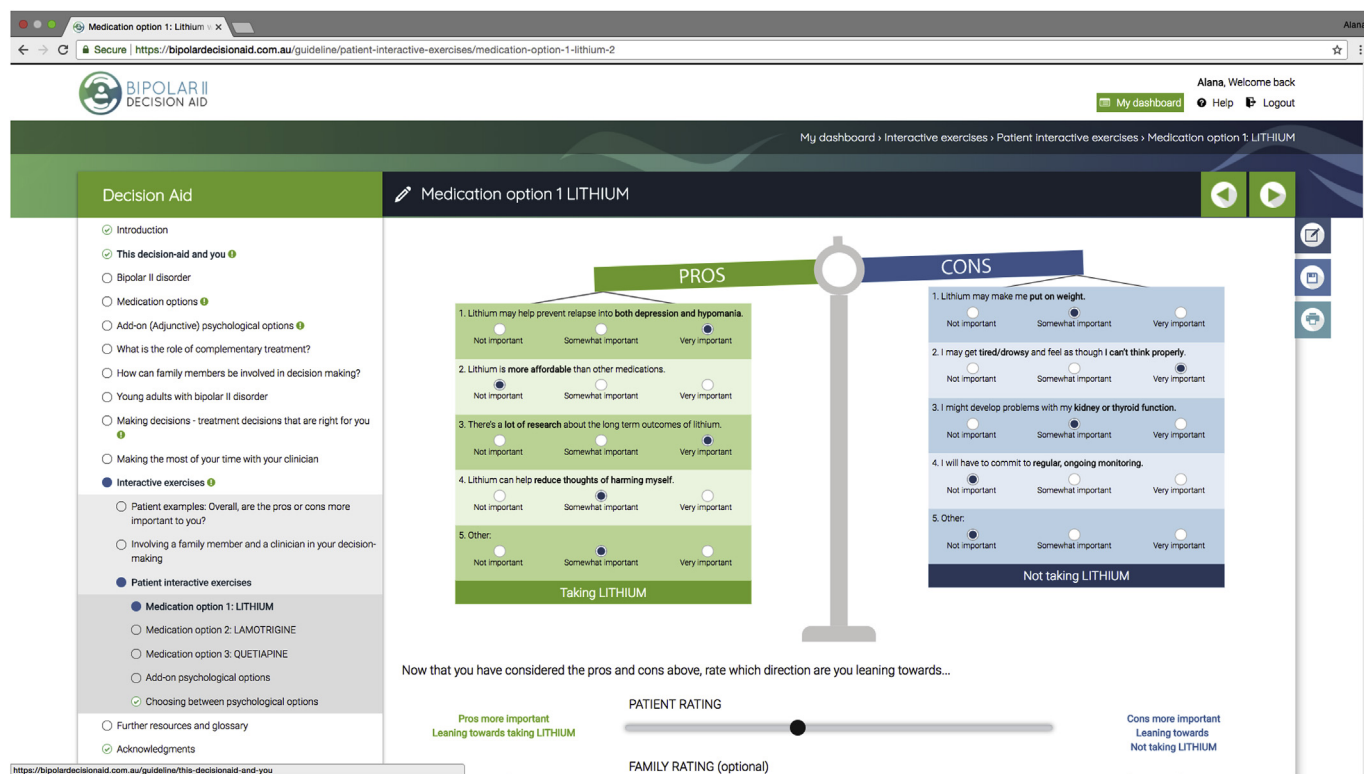 Medication option 1: Lithium
Alana
Secure | https://bipolardecisionaid.com.au/guideline/patient-interactive-exercises/medication-option-1-lithium-2
BIPOLAR II
DECISION AID
Alana, Welcome back
My dashboard Help Logout
My dashboard › Interactive exercises › Patient interactive exercises › Medication option 1: LITHIUM
Decision Aid
Introduction
This decision-aid and you
Bipolar II disorder
Medication options
Add-on (Adjunctive) psychological options
What is the role of complementary treatment?
How can family members be involved in decision making?
Young adults with bipolar II disorder
Making decisions - treatment decisions that are right for you
Making the most of your time with your clinician
Interactive exercises
Patient examples: Overall, are the pros or cons more
important to you?
Involving a family member and a clinician in your decision-
making
Patient interactive exercises
Medication option 1: LITHIUM
Medication option 2: LAMOTRIGINE
Medication option 3: QUETIAPINE
Add-on psychological options
Choosing between psychological options
Further resources and glossary
Acknowledgments
https://bipolardecisionaid.com.au/guideline/this-decisionaid-and-you
Medication option 1 LITHIUM
PROS
1. Lithium may help prevent relapse into both depression and hypomania.
Not important Somewhat important Very important
2. Lithium is more affordable than other medications.
Not important Somewhat important Very important
3. There's a lot of research about the long term outcomes of lithium.
Not important Somewhat important Very important
4. Lithium can help reduce thoughts of harming myself.
Not important Somewhat important Very important
5. Other:
Not important Somewhat important Very important
Taking LITHIUM
CONS
1. Lithium may make me put on weight.
Not important Somewhat important Very important
2. I may get tired/drowsy and feel as though I can't think properly.
Not important Somewhat important Very important
3. I might develop problems with my kidney or thyroid function.
Not important Somewhat important Very important
4. I will have to commit to regular, ongoing monitoring.
Not important Somewhat important Very important
5. Other:
Not important Somewhat important Very important
Not taking LITHIUM
Now that you have considered the pros and cons above, rate which direction are you leaning towards...
PATIENT RATING
Pros more important
Leaning towards taking LITHIUM
Cons more important
Leaning towards
Not taking LITHIUM
FAMILY RATING (optional)